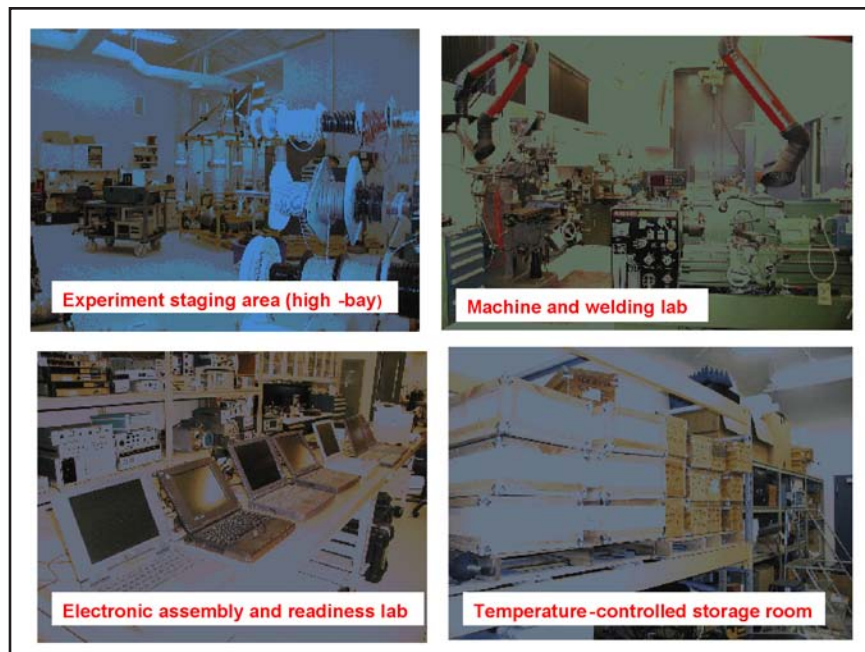 Experiment staging area (high -bay)
Machine and welding lab
Electronic assembly and readiness lab
Temperature-controlled storage room